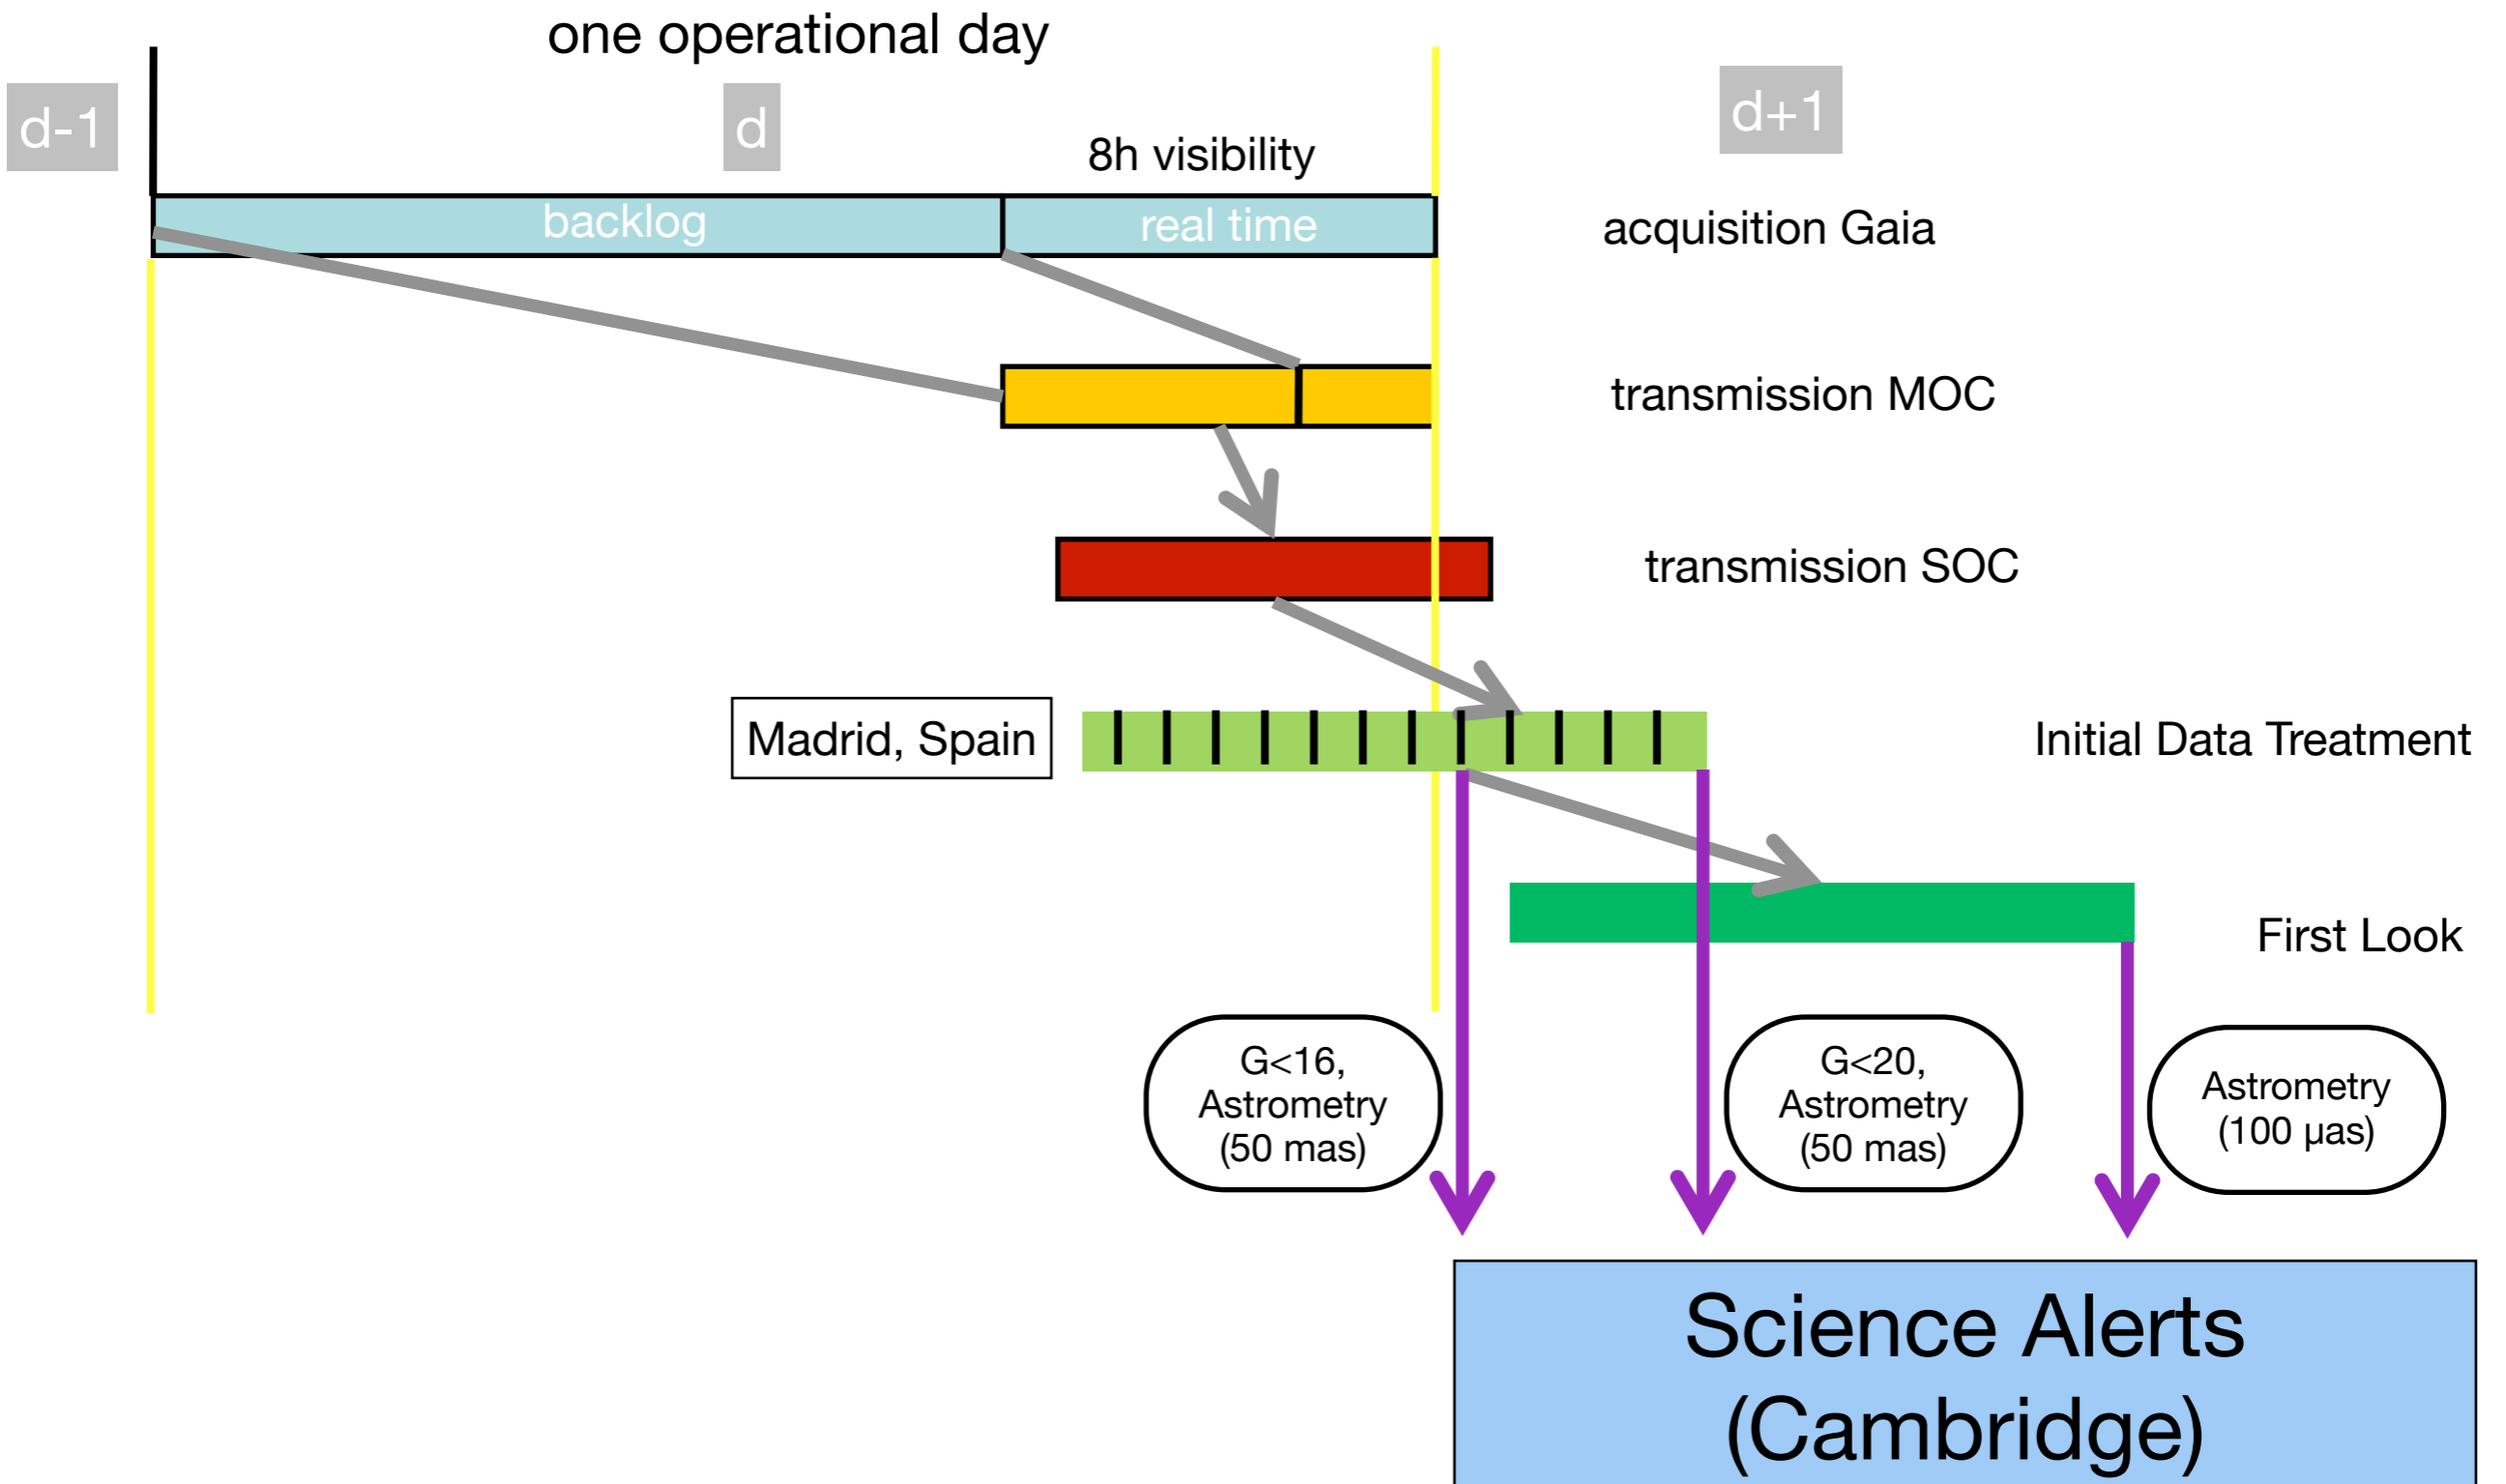 one operational day
d-1
d
d+1
8h visibility
backlog
real time
acquisition Gaia
transmission MOC
transmission SOC
Madrid, Spain
Initial Data Treatment
First Look
G<16,
Astrometry
(50 mas)
G<20,
Astrometry
(50 mas)
Astrometry
(100 µas)
Science Alerts
(Cambridge)